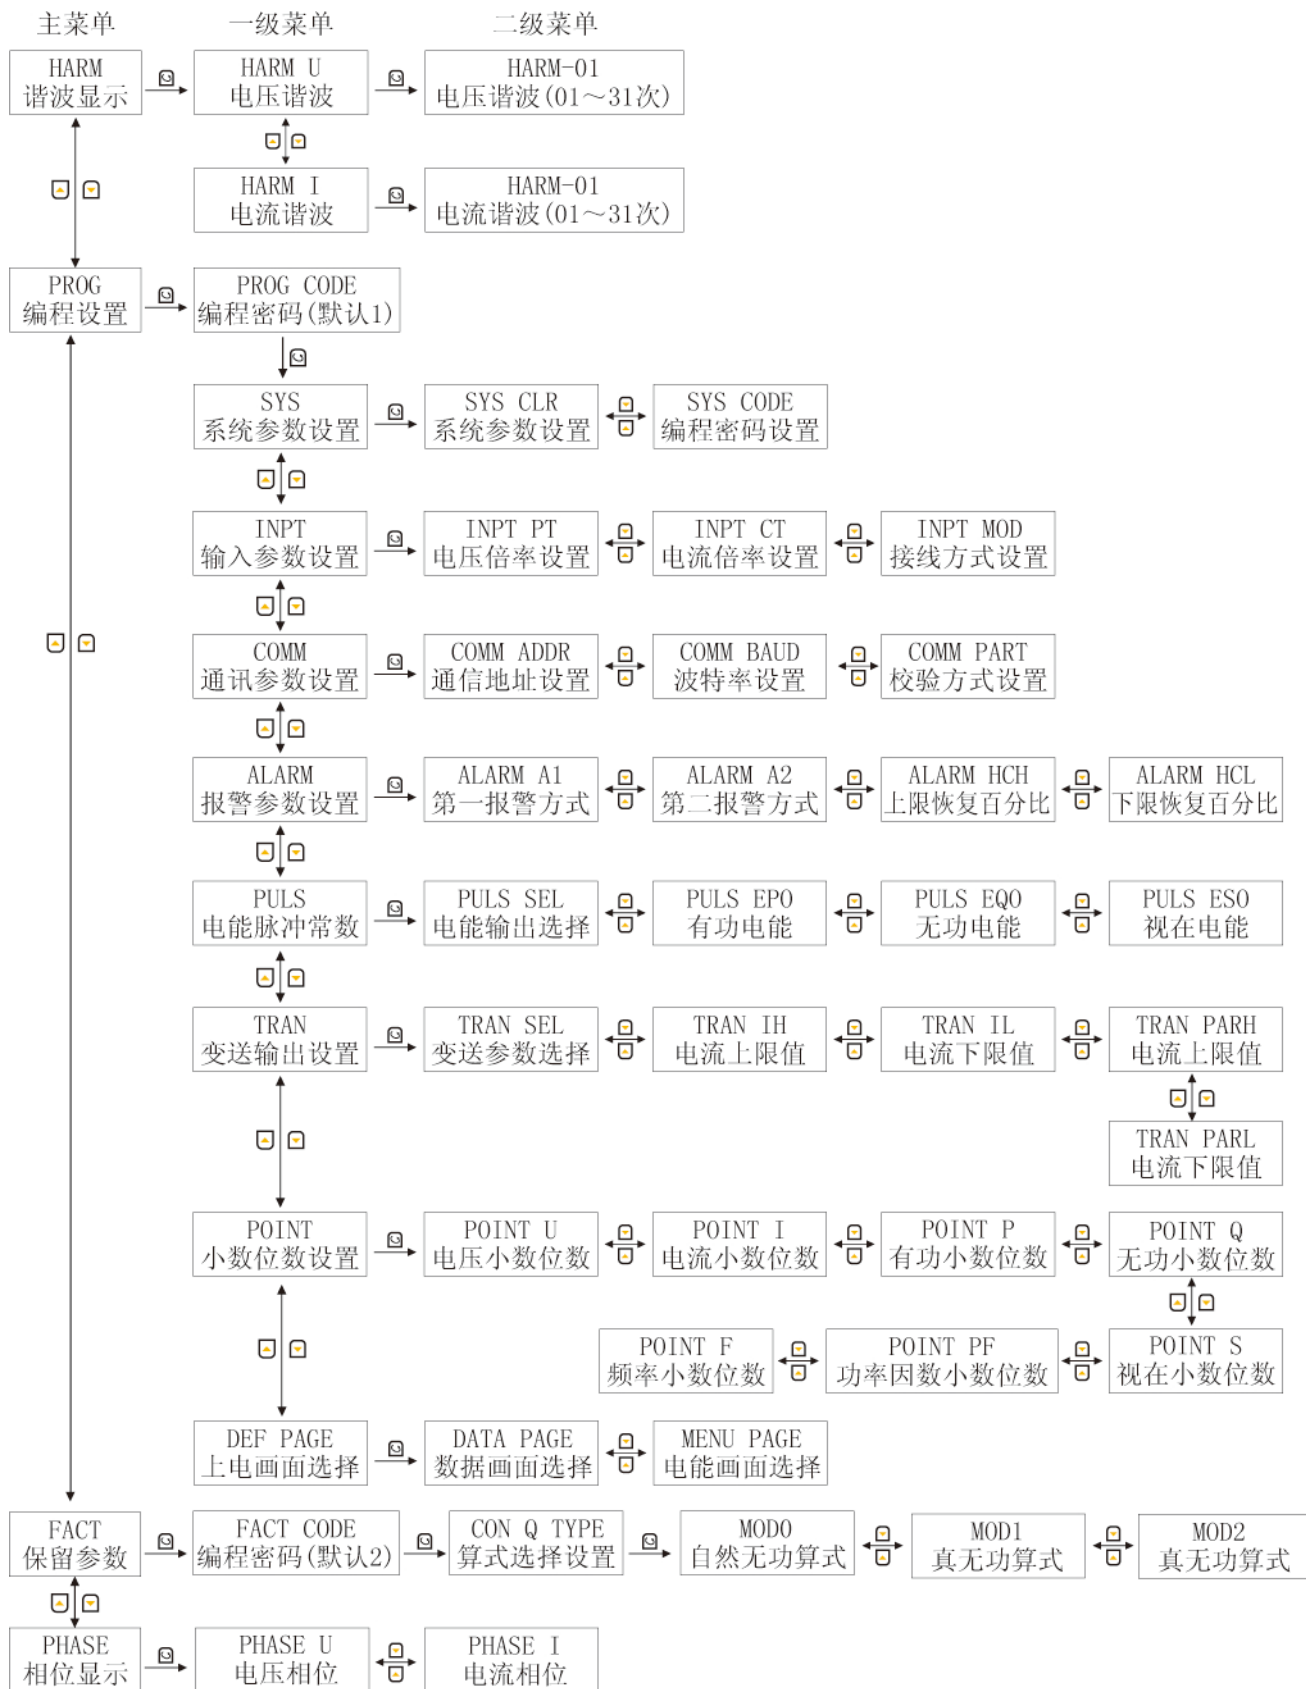 主菜单 一级菜单 二级菜单
HARM HARM U HARM-01
谐波显示 电压谐波 电压谐波(01～31次)
HARM I HARM-01
电流谐波 电流谐波(01～31次)
PROG PROG CODE
编程设置 编程密码(默认1)
SYS SYS CLR SYS CODE
系统参数设置 系统参数设置 编程密码设置
INPT INPT PT INPT CT INPT MOD
输入参数设置 电压倍率设置 电流倍率设置 接线方式设置
COMM COMM ADDR COMM BAUD COMM PART
通讯参数设置 通信地址设置 波特率设置 校验方式设置
ALARM ALARM A1 ALARM A2 ALARM HCH ALARM HCL
报警参数设置 第一报警方式 第二报警方式 上限恢复百分比 下限恢复百分比
PULS PULS SEL PULS EPO PULS EQO PULS ESO
电能脉冲常数 电能输出选择 有功电能 无功电能 视在电能
TRAN TRAN SEL TRAN IH TRAN IL TRAN PARH
变送输出设置 变送参数选择 电流上限值 电流下限值 电流上限值
TRAN PARL
电流下限值
POINT POINT U POINT I POINT P POINT Q
小数位数设置 电压小数位数 电流小数位数 有功小数位数 无功小数位数
POINT F POINT PF POINT S
频率小数位数 功率因数小数位数 视在小数位数
DEF PAGE DATA PAGE MENU PAGE
上电画面选择 数据画面选择 电能画面选择
FACT FACT CODE CON Q TYPE MOD0 MOD1 MOD2
保留参数 编程密码(默认2) 算式选择设置 自然无功算式 真无功算式 真无功算式
PHASE PHASE U PHASE I
相位显示 电压相位 电流相位